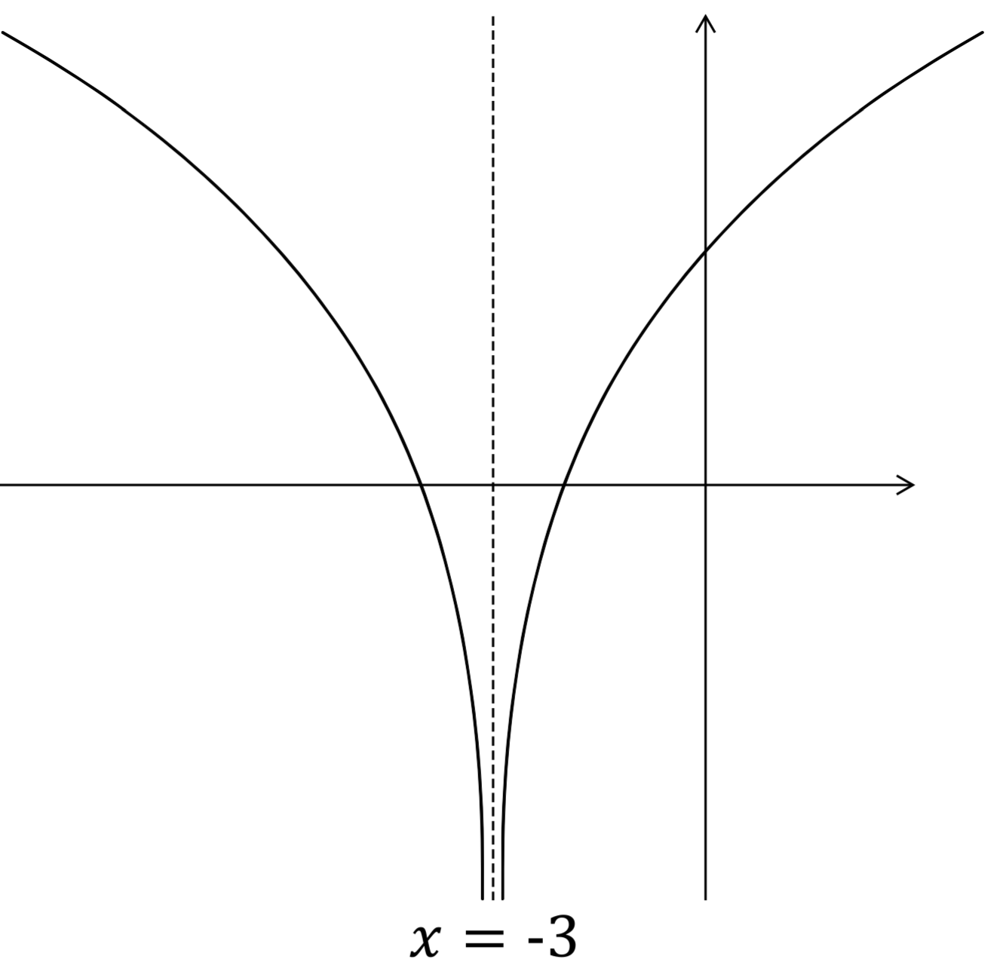 x = -3